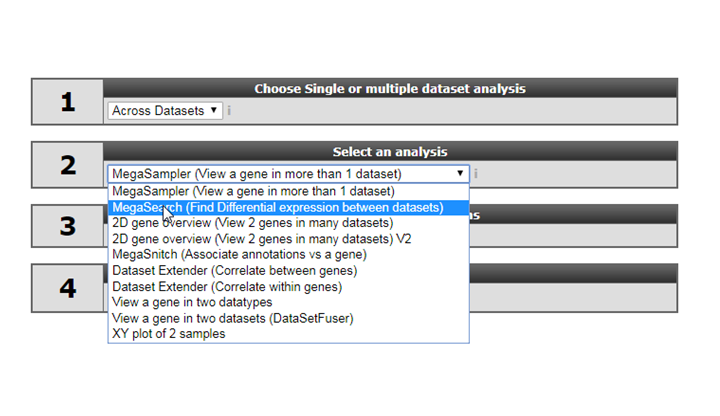 1
Choose Single or multiple dataset analysis
Across Datasets
i
2
Select an analysis
MegaSampler (View a gene in more than 1 dataset)
i
MegaSampler (View a gene in more than 1 dataset)
MegaSearch (Find Differential expression between datasets)
2D gene overview (View 2 genes in many datasets)
2D gene overview (View 2 genes in many datasets) V2
MegaSnitch (Associate annotations vs a gene)
Dataset Extender (Correlate between genes)
Dataset Extender (Correlate within genes)
View a gene in two datatypes
View a gene in two datasets (DataSetFuser)
XY plot of 2 samples
3
4